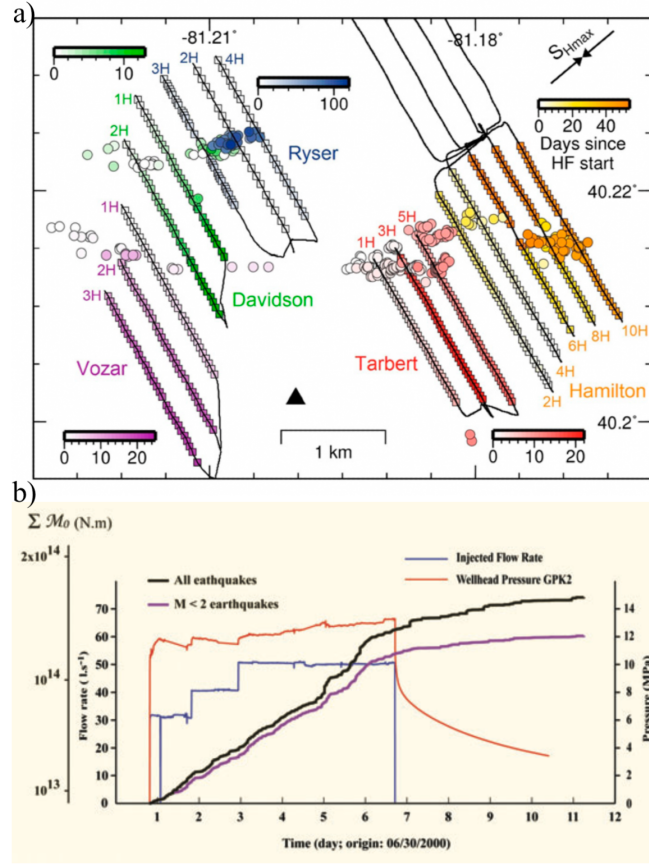 a)
-81.21°
-81.18°
SHmax
0 5 10
0 100
0 20 40
Days since
HF start
3H
2H
4H
1H
2H
1H
2H
3H
Ryser
Davidson
Vozar
40.22°
40.2°
1H
3H
5H
Tarbert
Hamilton
10H
8H
6H
4H
2H
0 10 20
1 km
0 10 20
b)
Σ M₀ (N.m)
2x10¹⁴
10¹⁴
10¹³
All eathquakes
M < 2 earthquakes
Injected Flow Rate
Wellhead Pressure GPK2
Flow rate ( l.s⁻¹)
70
60
50
40
30
20
10
0
Pressure (MPa)
14
12
10
8
6
4
2
0
1 2 3 4 5 6 7 8 9 10 11 12
Time (day; origin: 06/30/2000)